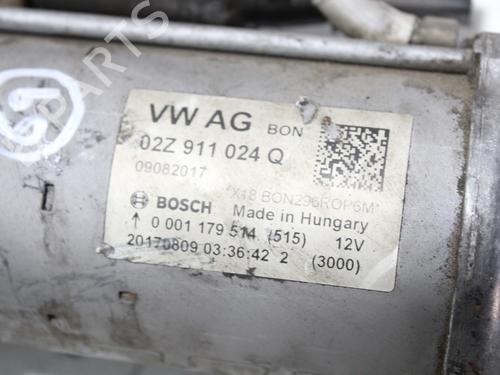 VW AG BON
02Z 911 024 Q
09082017
*X18 BON296ROP6M*
BOSCH Made in Hungary
0 001 179 514 (515) 12V
20170809 03:36:42 2 (3000)
PARTS